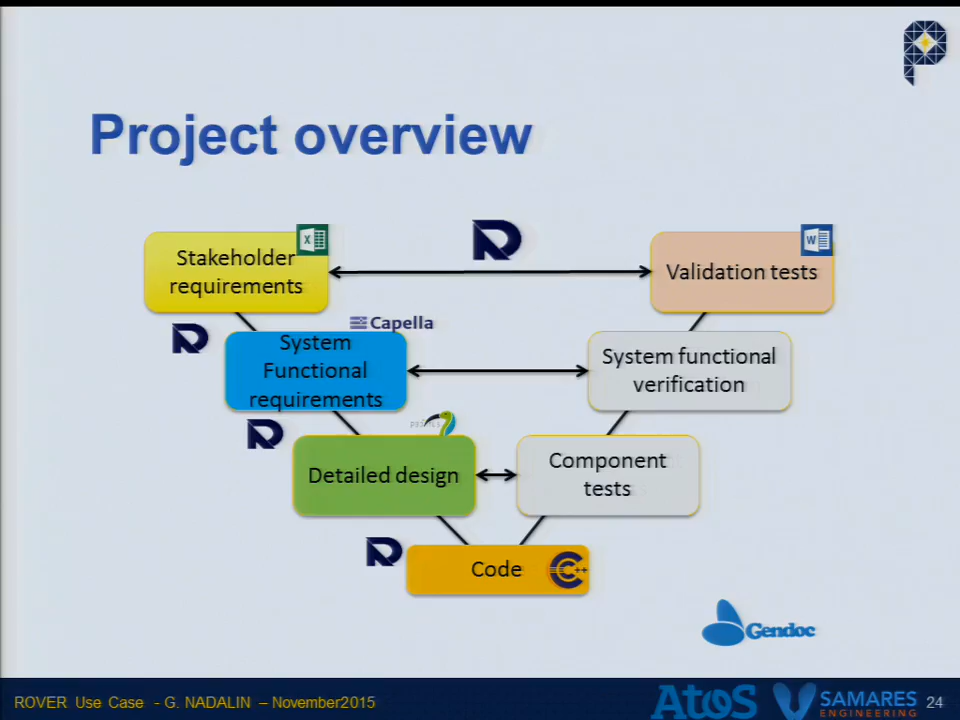 Project overview
Stakeholder
requirements
Validation tests
Capella
System
Functional
requirements
System functional
verification
Detailed design
Component
tests
Code
C++
Gendoc
ROVER Use Case - G. NADALIN – November2015
Atos
SAMARES
ENGINEERING
24